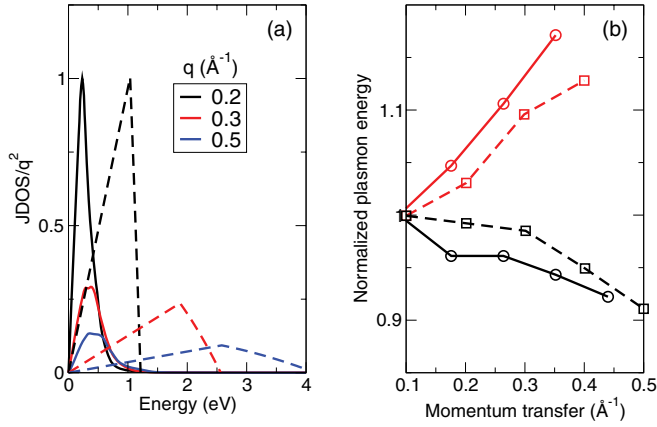 (a)
q (Å⁻¹)
0.2
0.3
0.5
JDOS/q²
1
0.5
0
0
1
2
3
4
Energy (eV)
(b)
Normalized plasmon energy
1.1
0.9
0.1
0.2
0.3
0.4
0.5
Momentum transfer (Å⁻¹)